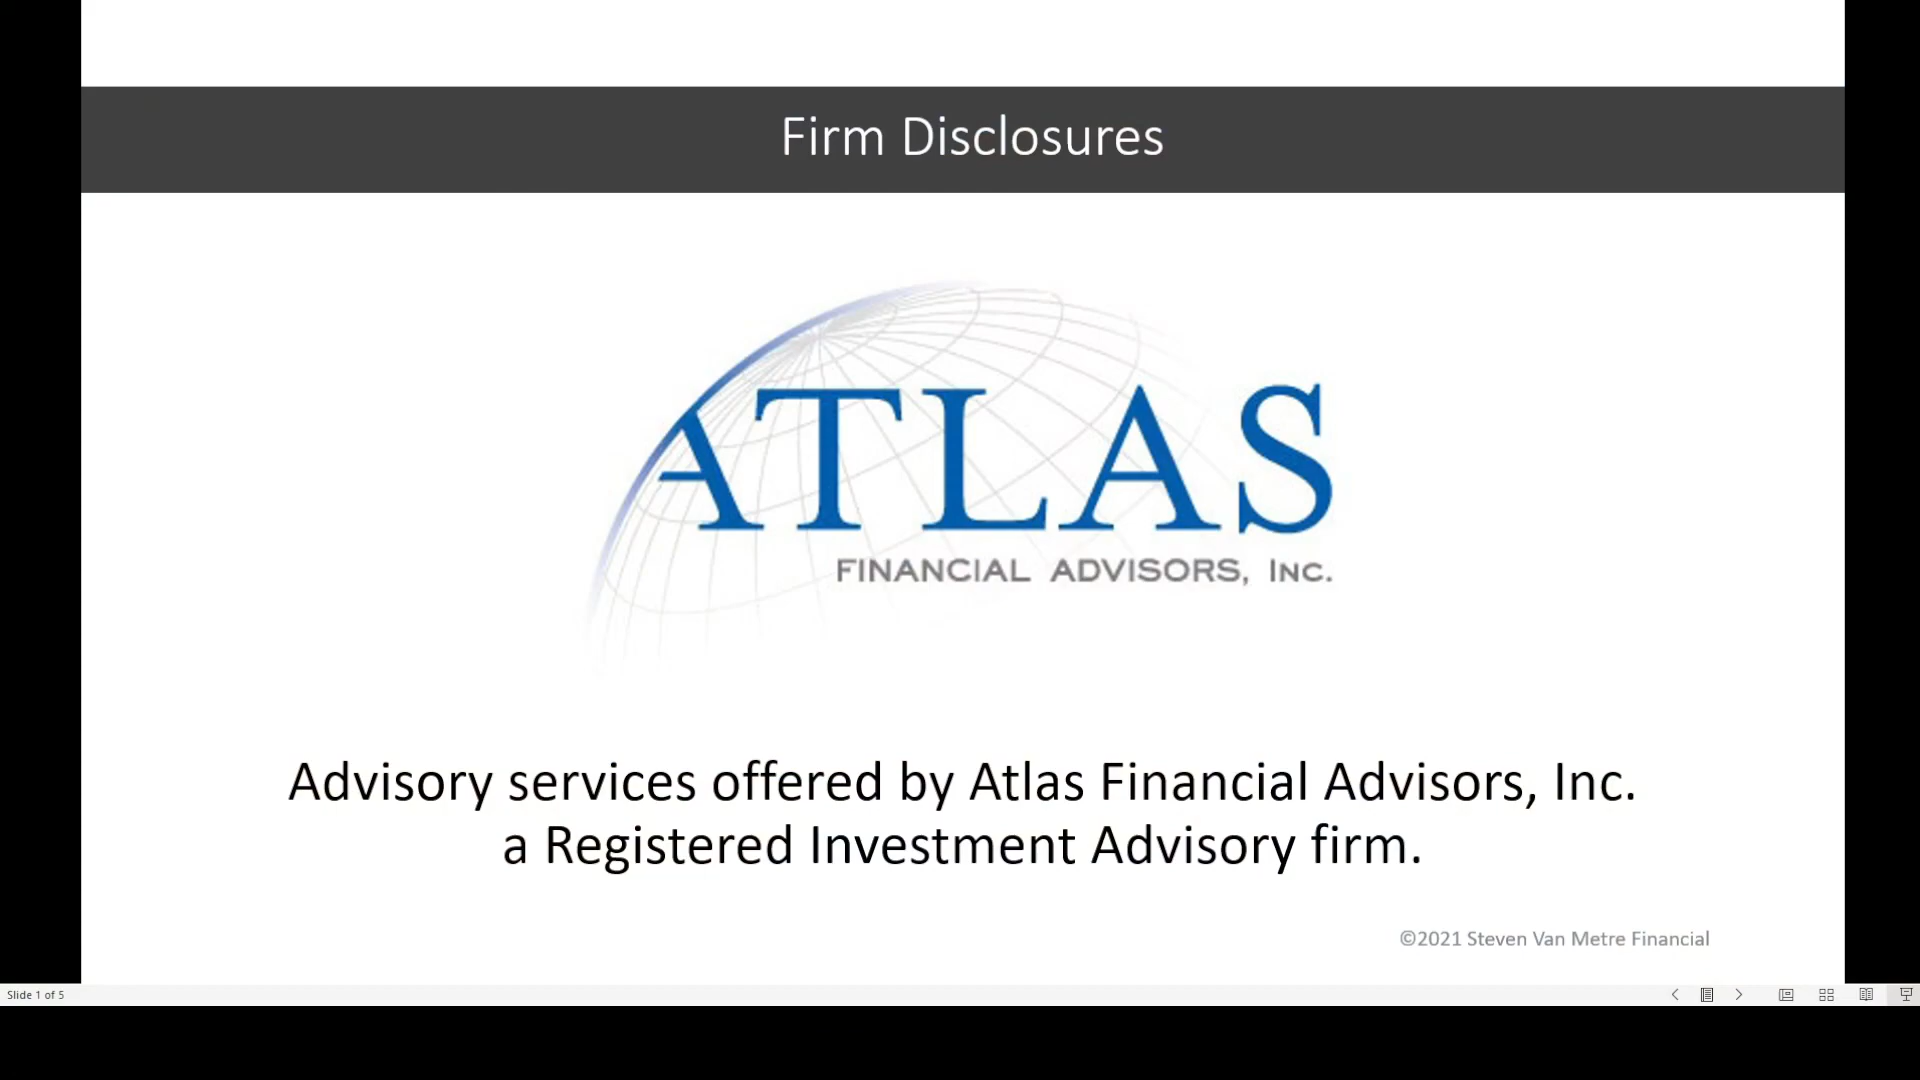 Firm Disclosures
ATLAS
FINANCIAL ADVISORS, INC.
Advisory services offered by Atlas Financial Advisors, Inc.
a Registered Investment Advisory firm.
©2021 Steven Van Metre Financial
Slide 1 of 5